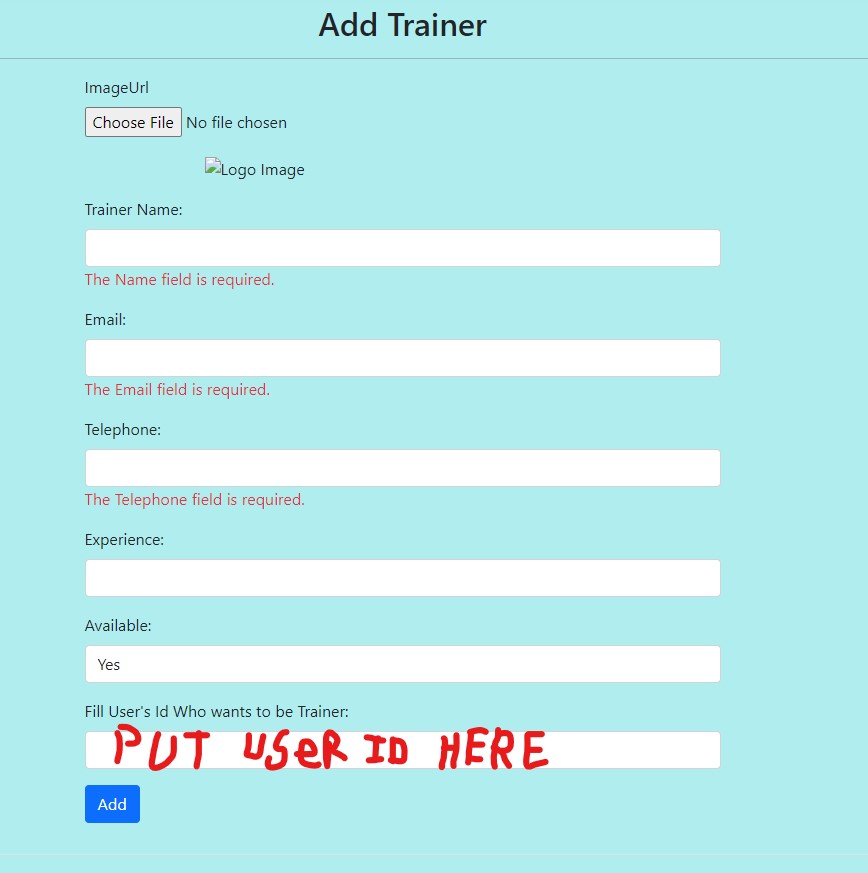 Add Trainer
ImageUrl
Choose File No file chosen
Logo Image
Trainer Name:
The Name field is required.
Email:
The Email field is required.
Telephone:
The Telephone field is required.
Experience:
Available:
Yes
Fill User's Id Who wants to be Trainer:
PUT USeR ID HERE
Add